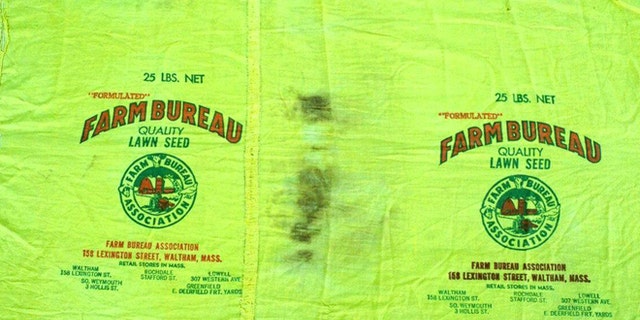 25 LBS. NET
"FORMULATED"
FARM BUREAU
QUALITY
LAWN SEED
FARM BUREAU
ASSOCIATION
FARM BUREAU ASSOCIATION
158 LEXINGTON STREET, WALTHAM, MASS.
RETAIL STORES IN MASS.
WALTHAM
158 LEXINGTON ST.
SO. WEYMOUTH
3 HOLLIS ST.
ROCHDALE
STAFFORD ST.
LOWELL
307 WESTERN AVE.
GREENFIELD
E. DEERFIELD FRT. YARDS
25 LBS. NET
"FORMULATED"
FARM BUREAU
QUALITY
LAWN SEED
FARM BUREAU
ASSOCIATION
FARM BUREAU ASSOCIATION
158 LEXINGTON STREET, WALTHAM, MASS.
RETAIL STORES IN MASS.
WALTHAM
158 LEXINGTON ST.
SO. WEYMOUTH
3 HOLLIS ST.
ROCHDALE
STAFFORD ST.
LOWELL
307 WESTERN AVE.
GREENFIELD
E. DEERFIELD FRT. YARDS